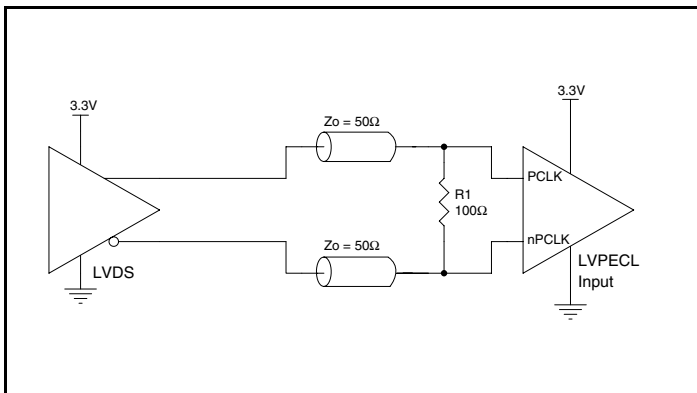 3.3V
3.3V
Zo = 50Ω
PCLK
R1
100Ω
nPCLK
Zo = 50Ω
LVDS
LVPECL
Input